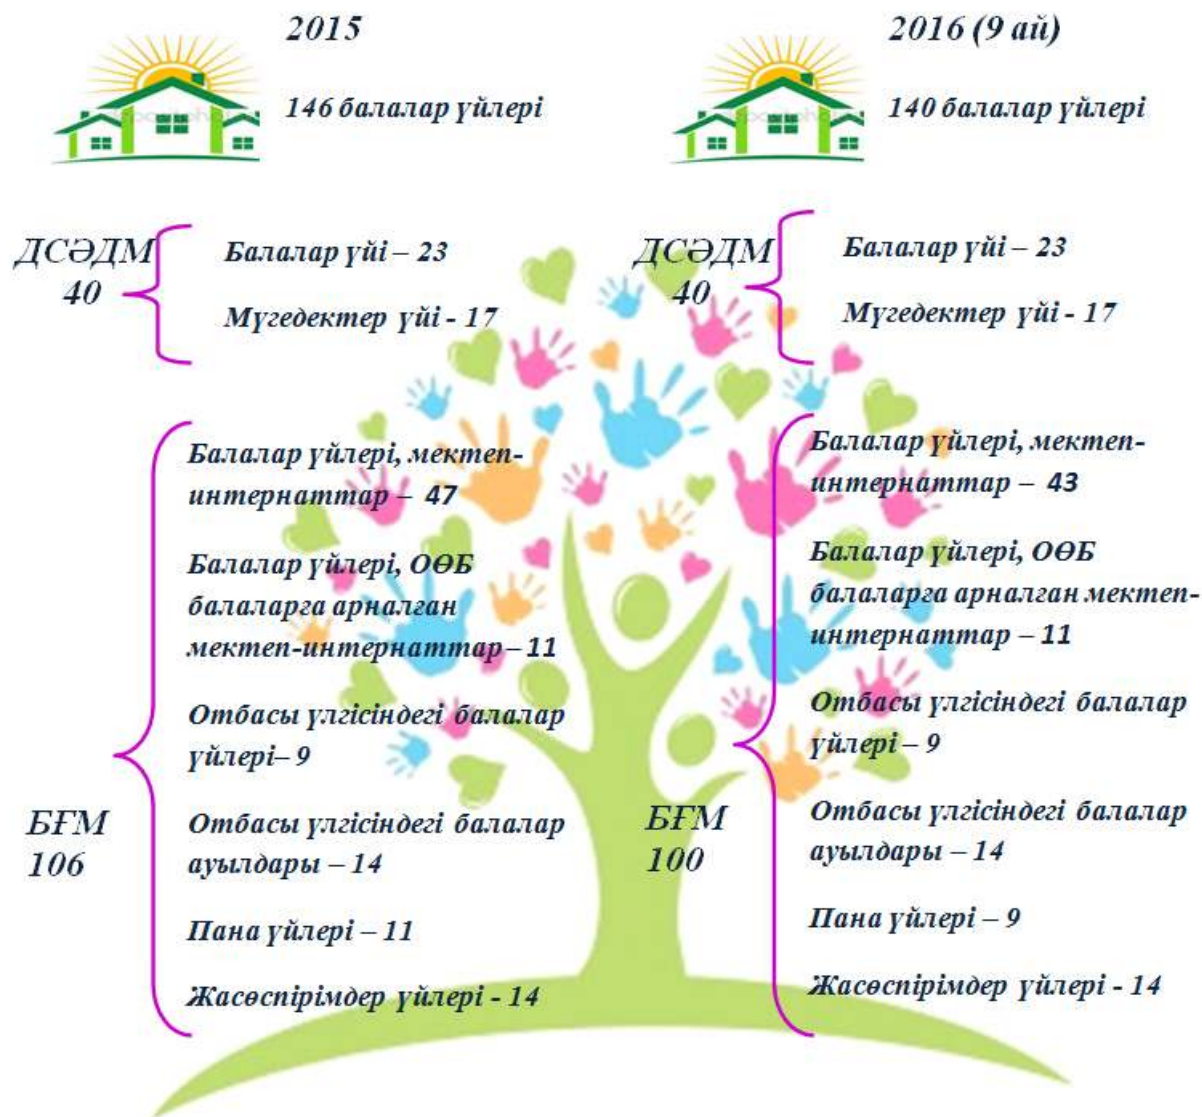 2015
146 балалар үйлері
ДСӘДМ
40
Балалар үйі – 23
Мүгедектер үйі - 17
БҒМ
106
Балалар үйлері, мектеп-
интернаттар – 47
Балалар үйлері, ОӨБ
балаларға арналған
мектеп-интернаттар – 11
Отбасы үлгісіндегі балалар
үйлері– 9
Отбасы үлгісіндегі балалар
ауылдары – 14
Пана үйлері – 11
Жасөспірімдер үйлері - 14
2016 (9 ай)
140 балалар үйлері
ДСӘДМ
40
Балалар үйі – 23
Мүгедектер үйі - 17
БҒМ
100
Балалар үйлері, мектеп-
интернаттар – 43
Балалар үйлері, ОӨБ
балаларға арналған мектеп-
интернаттар – 11
Отбасы үлгісіндегі балалар
үйлері – 9
Отбасы үлгісіндегі балалар
ауылдары – 14
Пана үйлері – 9
Жасөспірімдер үйлері - 14